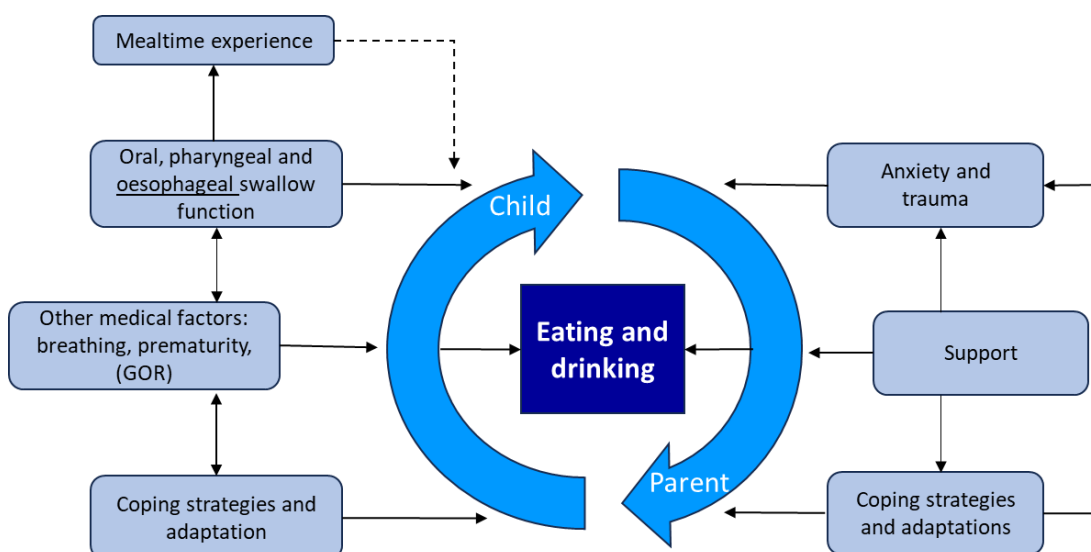 Mealtime experience
Oral, pharyngeal and
oesophageal swallow
function
Other medical factors:
breathing, prematurity,
(GOR)
Coping strategies and
adaptation
Child
Eating and
drinking
Parent
Anxiety and
trauma
Support
Coping strategies
and adaptations